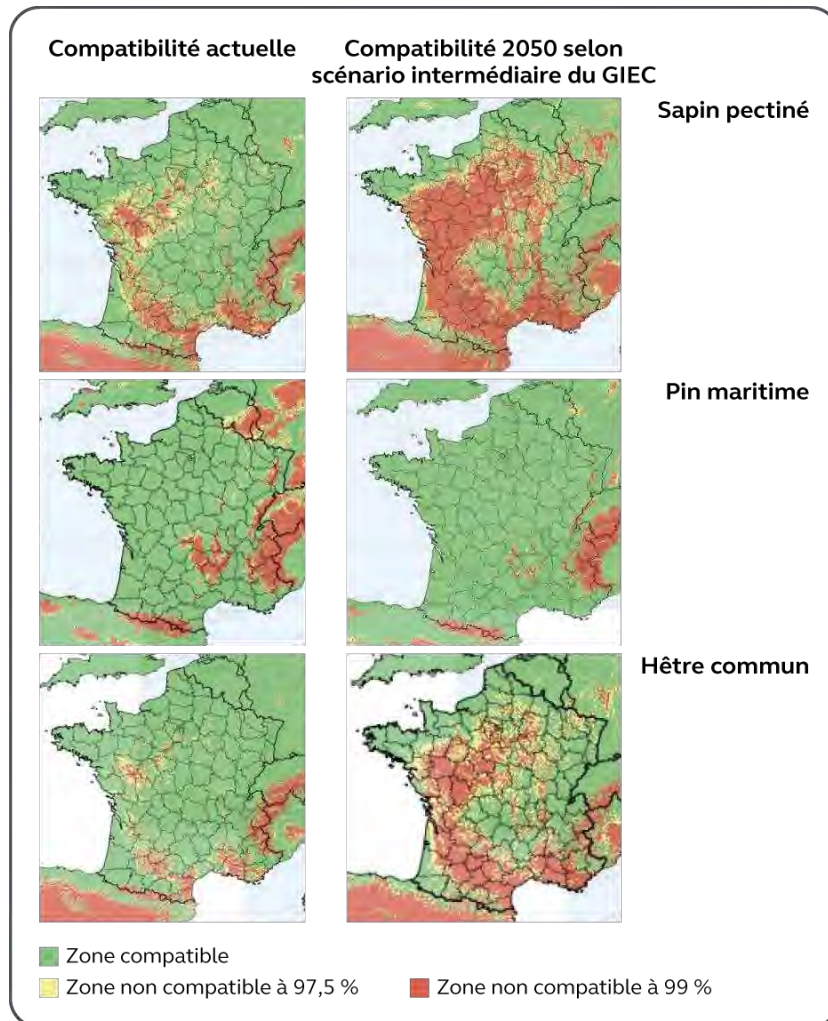 Compatibilité actuelle
Compatibilité 2050 selon
scénario intermédiaire du GIEC
Sapin pectiné
Pin maritime
Hêtre commun
Zone compatible
Zone non compatible à 97,5 %
Zone non compatible à 99 %